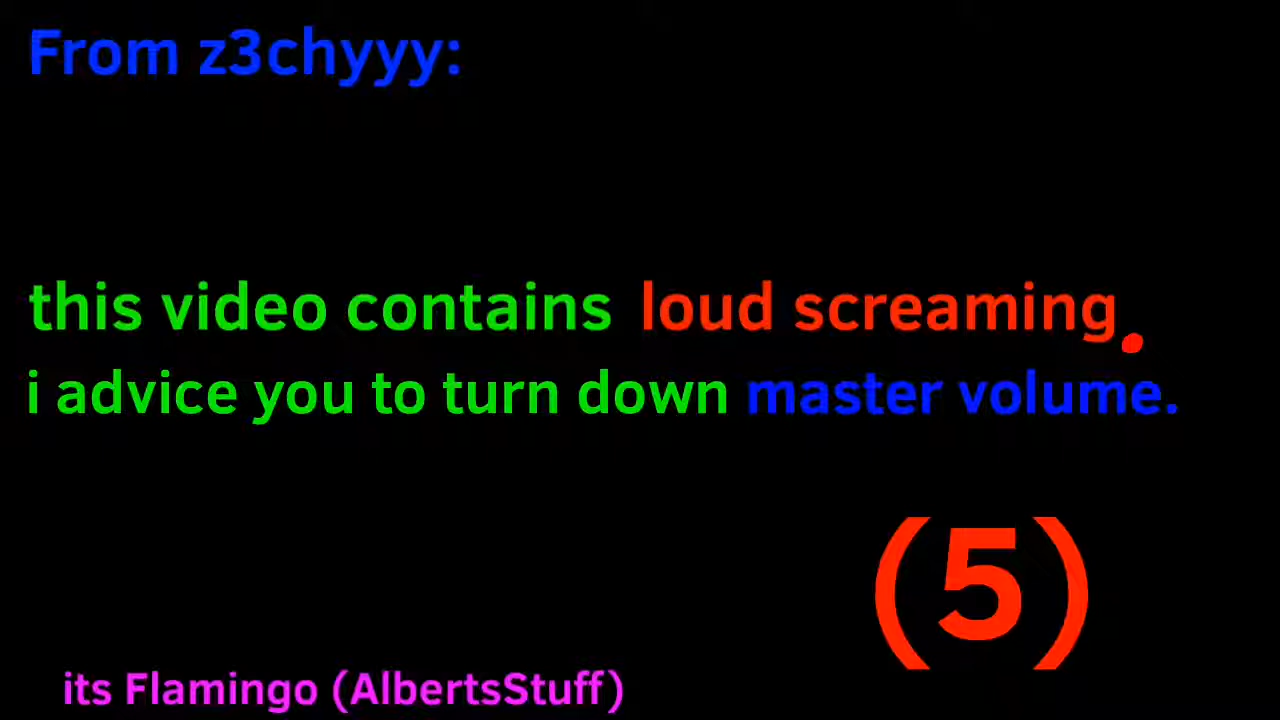 From z3chyyy:
this video contains loud screaming.
i advice you to turn down master volume.
(5)
its Flamingo (AlbertsStuff)